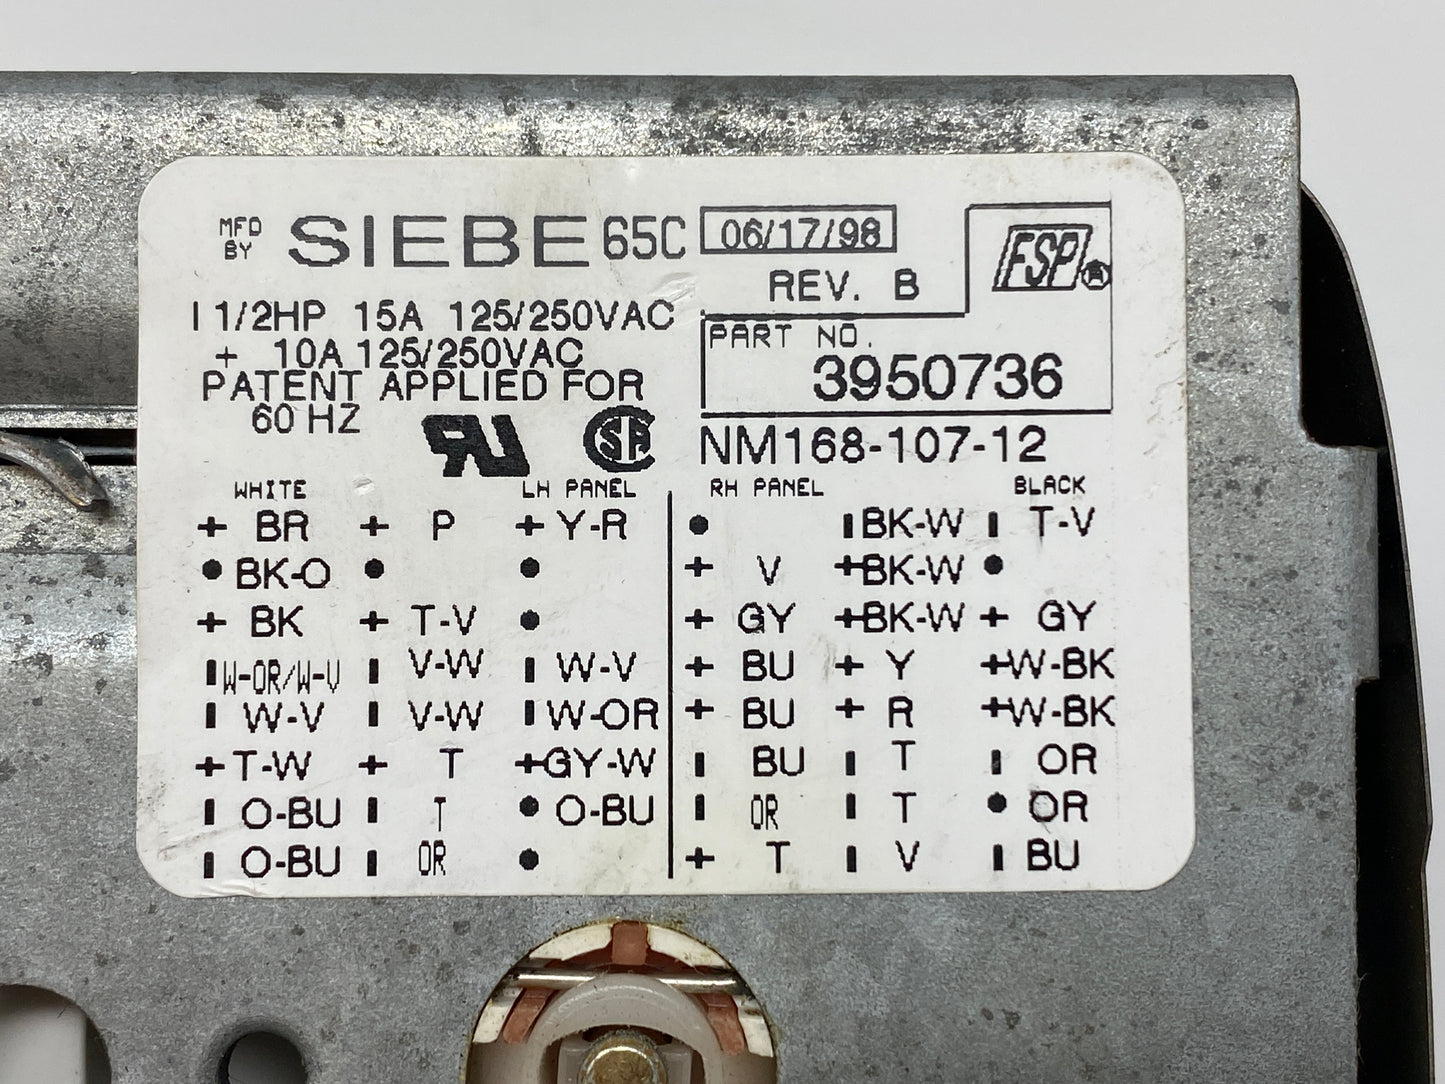 MFD BY SIEBE 65C 06/17/98
REV. B
FSP ®
I 1/2HP 15A 125/250VAC
+ 10A 125/250VAC
PATENT APPLIED FOR
60 HZ
PART NO.
3950736
NM168-107-12
WHITE LH PANEL RH PANEL BLACK
+ BR + P + Y-R ● ❙ BK-W ❙ T-V
● BK-O ● ● + V + BK-W ●
+ BK + T-V ● + GY + BK-W + GY
❙ W-OR/W-V ❙ V-W ❙ W-V + BU + Y + W-BK
❙ W-V ❙ V-W ❙ W-OR + BU + R + W-BK
+ T-W + T + GY-W ❙ BU ❙ T ❙ OR
❙ O-BU ❙ T ● O-BU ❙ OR ❙ T ● OR
❙ O-BU ❙ OR ● + T ❙ V ❙ BU